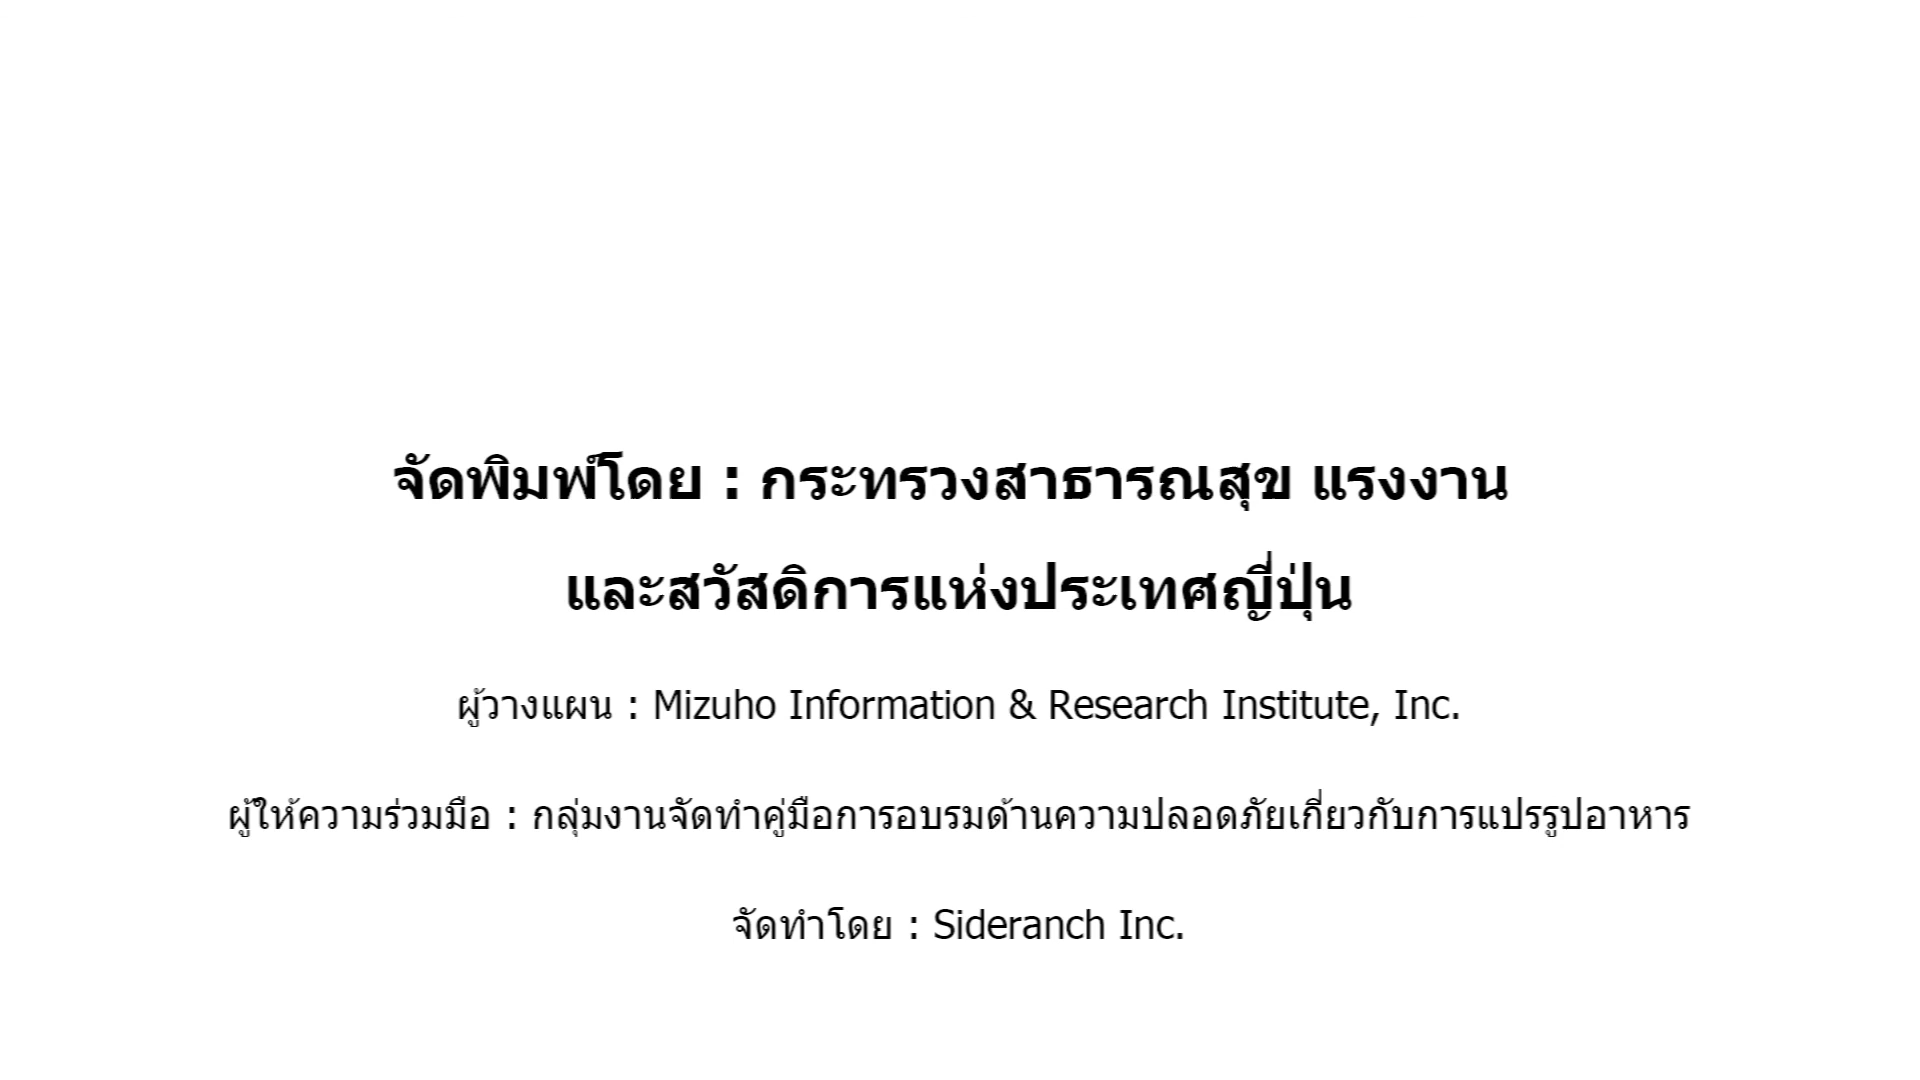 จัดพิมพ์โดย : กระทรวงสาธารณสุข แรงงาน
และสวัสดิการแห่งประเทศญี่ปุ่น
ผู้วางแผน : Mizuho Information & Research Institute, Inc.
ผู้ให้ความร่วมมือ : กลุ่มงานจัดทำคู่มือการอบรมด้านความปลอดภัยเกี่ยวกับการแปรรูปอาหาร
จัดทำโดย : Sideranch Inc.